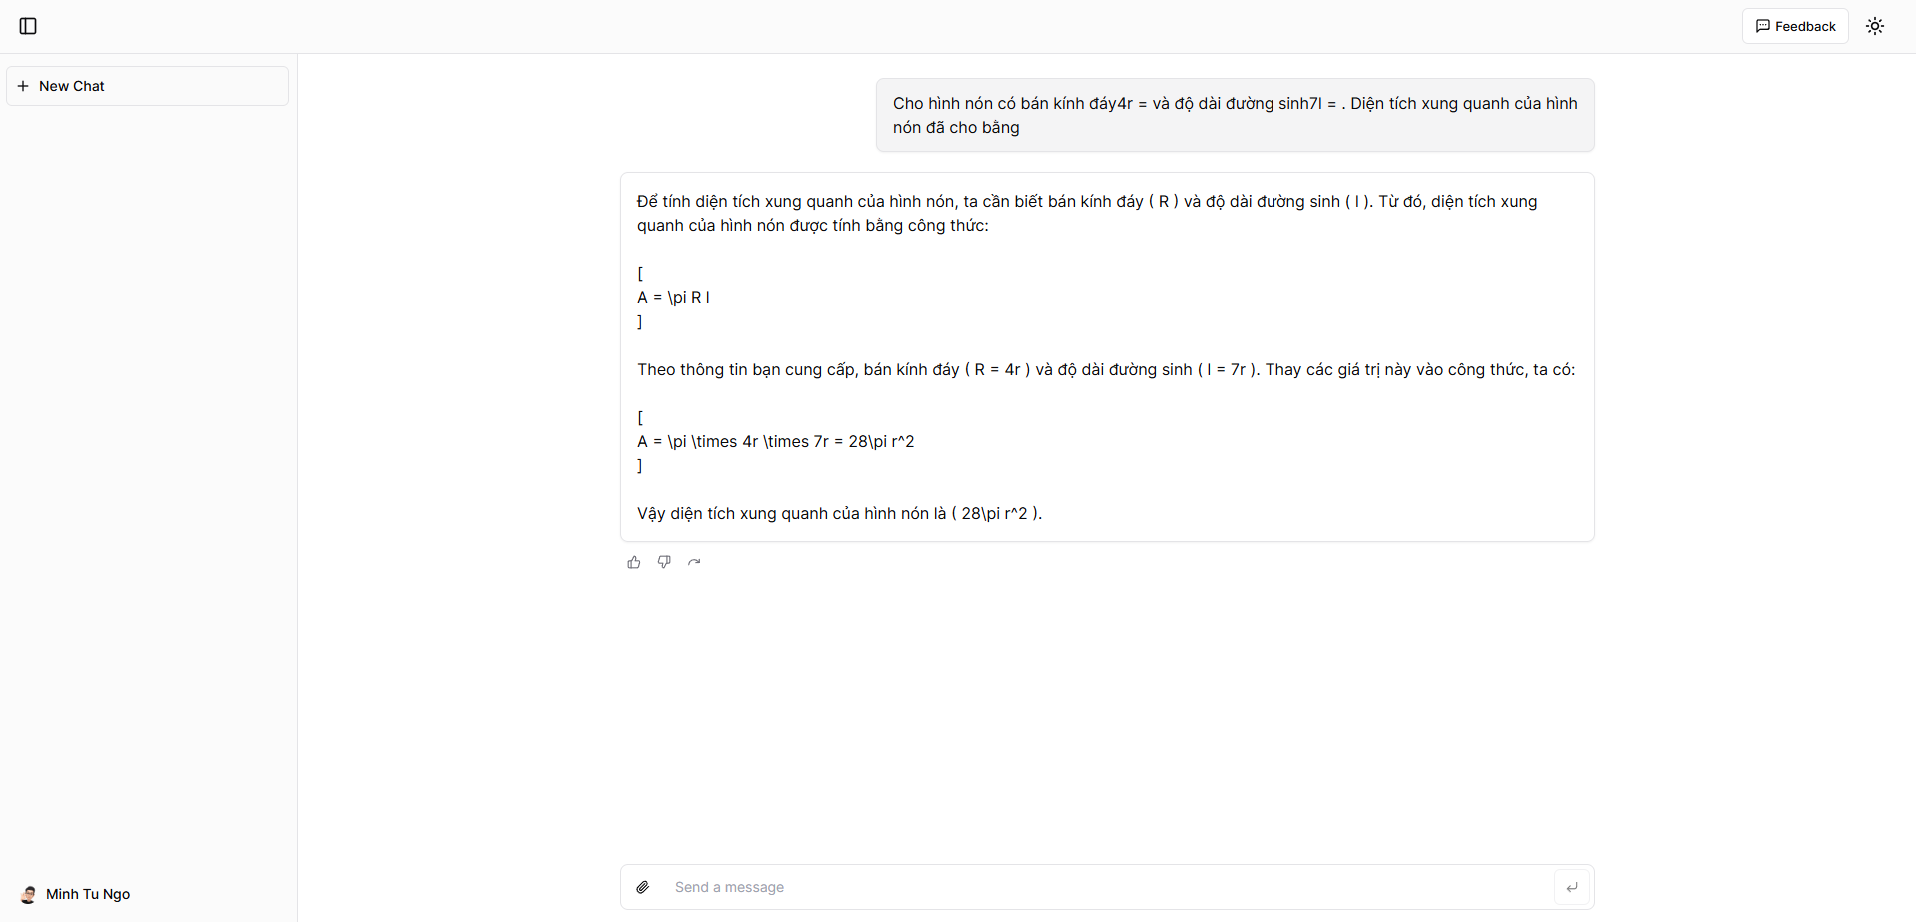 Feedback
New Chat
Cho hình nón có bán kính đáy4r = và độ dài đường sinh7l = . Diện tích xung quanh của hình
nón đã cho bằng
Để tính diện tích xung quanh của hình nón, ta cần biết bán kính đáy ( R ) và độ dài đường sinh ( l ). Từ đó, diện tích xung
quanh của hình nón được tính bằng công thức:
[
A = \pi R l
]
Theo thông tin bạn cung cấp, bán kính đáy ( R = 4r ) và độ dài đường sinh ( l = 7r ). Thay các giá trị này vào công thức, ta có:
[
A = \pi \times 4r \times 7r = 28\pi r^2
]
Vậy diện tích xung quanh của hình nón là ( 28\pi r^2 ).
Send a message
Minh Tu Ngo